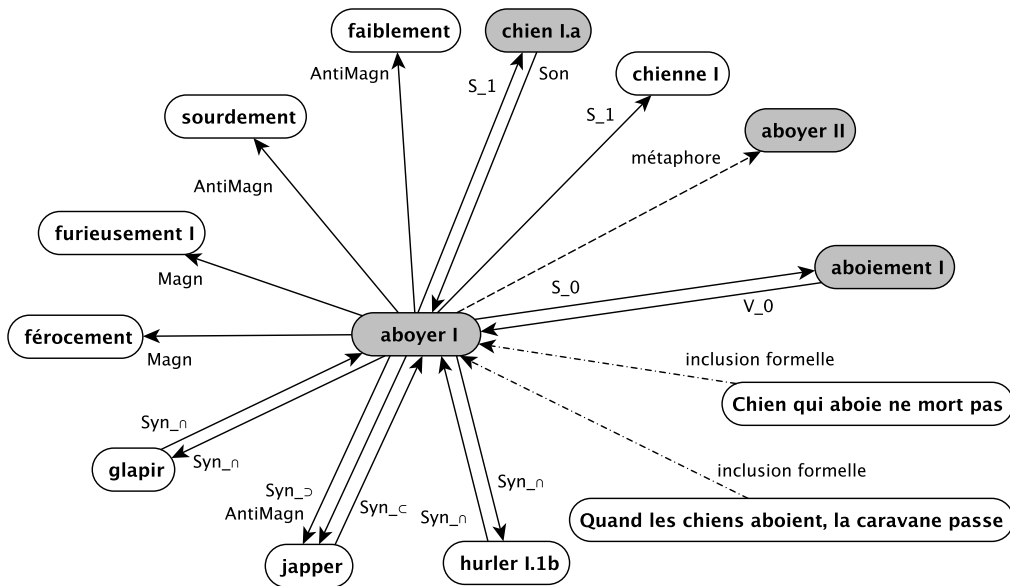 faiblement
chien I.a
AntiMagn
S_1
Son
chienne I
sourdement
S_1
aboyer II
métaphore
AntiMagn
furieusement I
Magn
aboiement I
S_0
V_0
férocement
aboyer I
Magn
inclusion formelle
Chien qui aboie ne mort pas
Syn_∩
glapir
Syn_∩
inclusion formelle
Syn_⊃
AntiMagn
Syn_⊂
Syn_∩
Syn_∩
Quand les chiens aboient, la caravane passe
japper
hurler I.1b